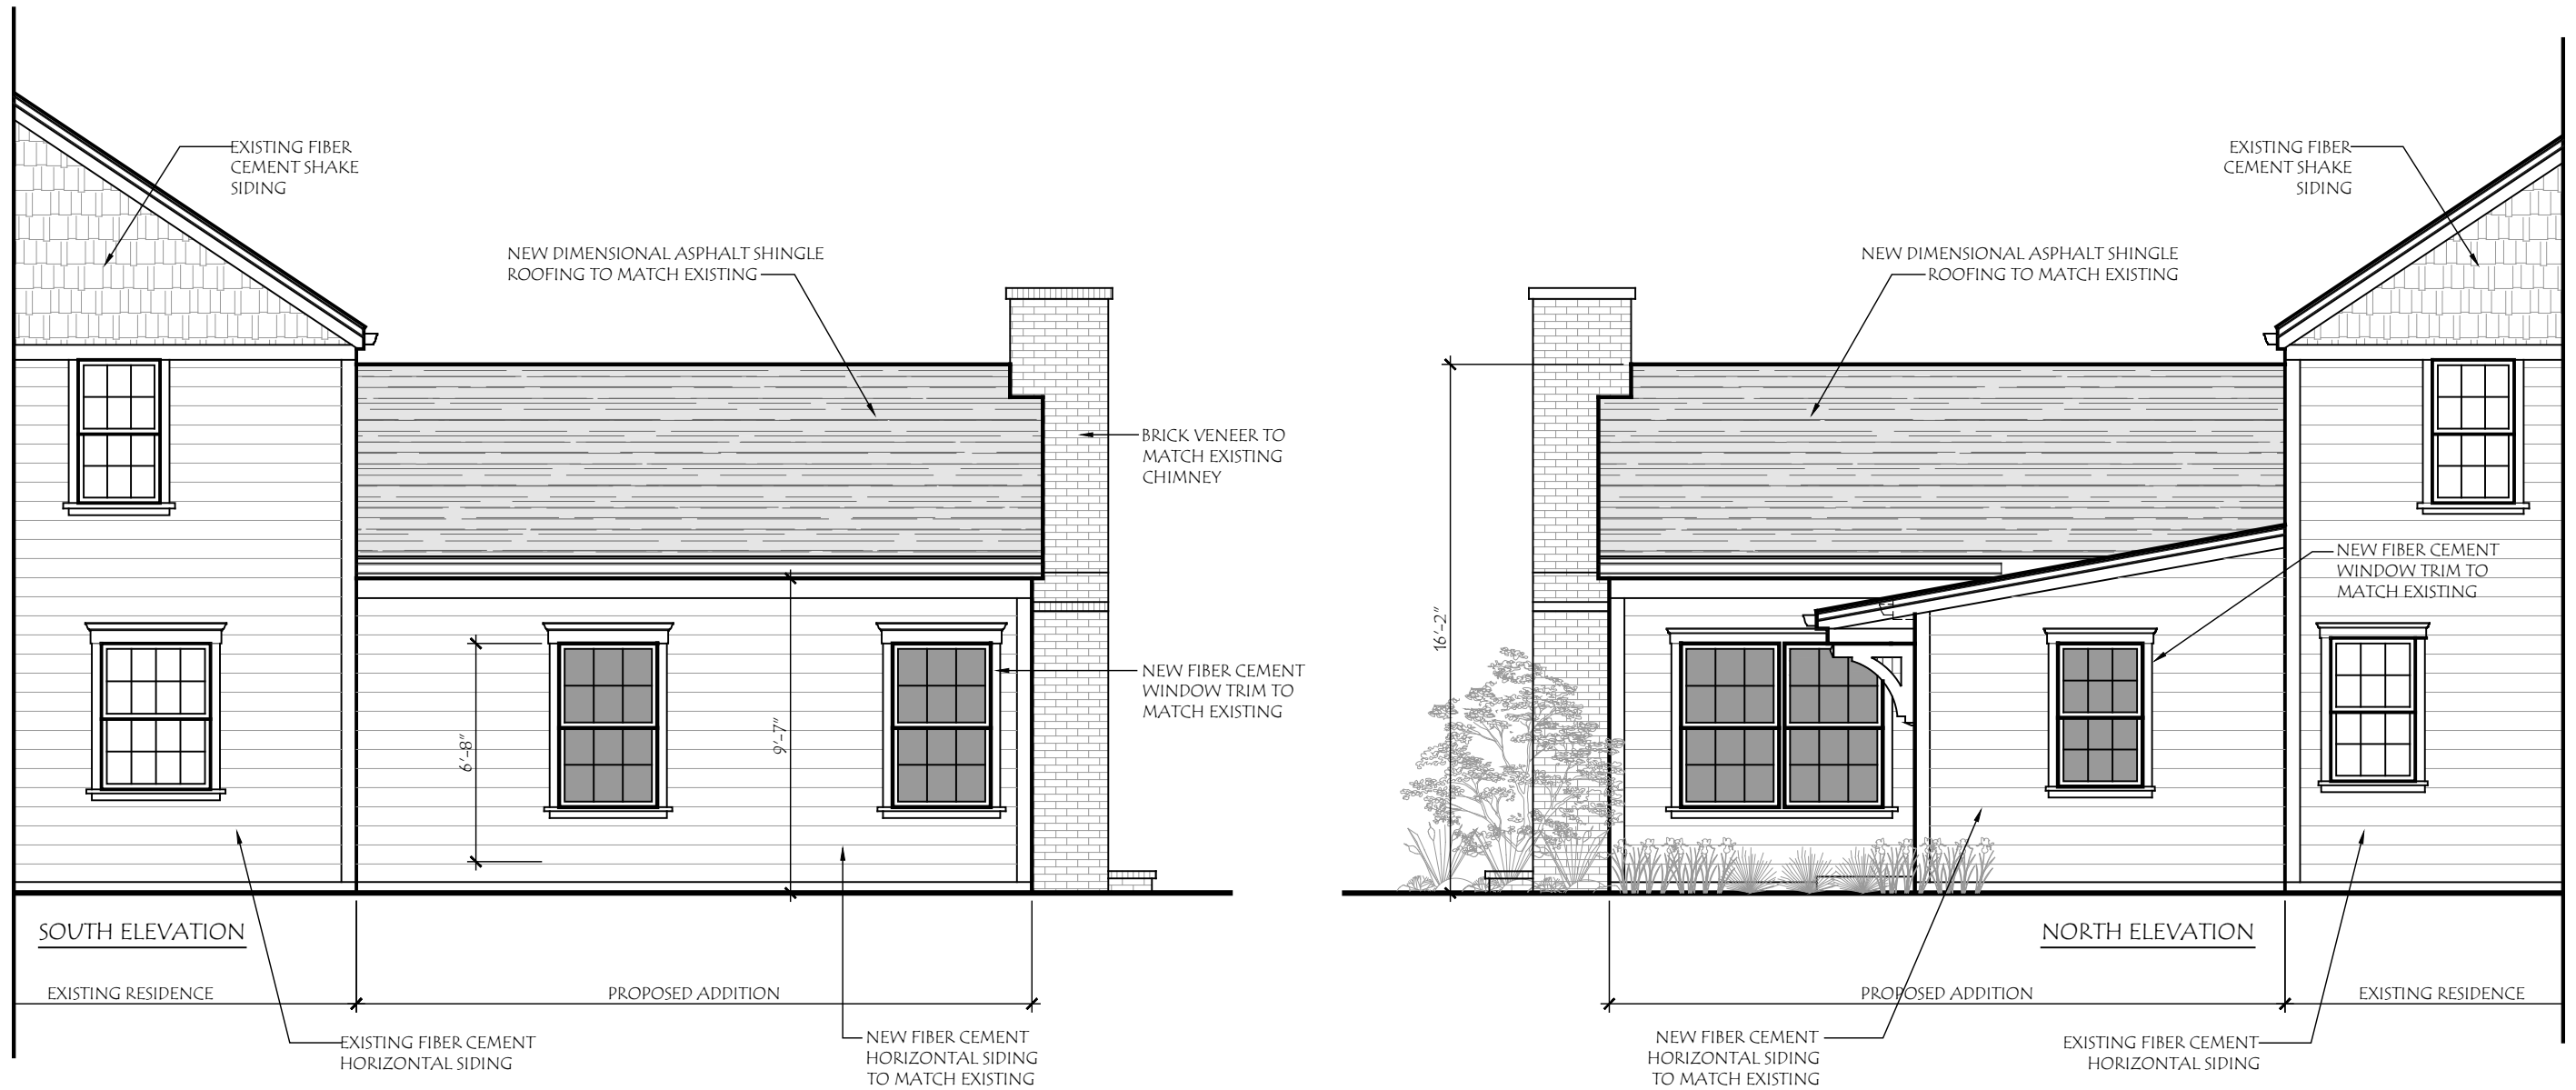 EXISTING FIBER
CEMENT SHAKE
SIDING
NEW DIMENSIONAL ASPHALT SHINGLE
ROOFING TO MATCH EXISTING
BRICK VENEER TO
MATCH EXISTING
CHIMNEY
NEW FIBER CEMENT
WINDOW TRIM TO
MATCH EXISTING
6'-8"
9'-7"
SOUTH ELEVATION
EXISTING RESIDENCE
PROPOSED ADDITION
EXISTING FIBER CEMENT
HORIZONTAL SIDING
NEW FIBER CEMENT
HORIZONTAL SIDING
TO MATCH EXISTING
EXISTING FIBER
CEMENT SHAKE
SIDING
NEW DIMENSIONAL ASPHALT SHINGLE
ROOFING TO MATCH EXISTING
NEW FIBER CEMENT
WINDOW TRIM TO
MATCH EXISTING
16'-2"
NORTH ELEVATION
PROPOSED ADDITION
EXISTING RESIDENCE
NEW FIBER CEMENT
HORIZONTAL SIDING
TO MATCH EXISTING
EXISTING FIBER CEMENT
HORIZONTAL SIDING